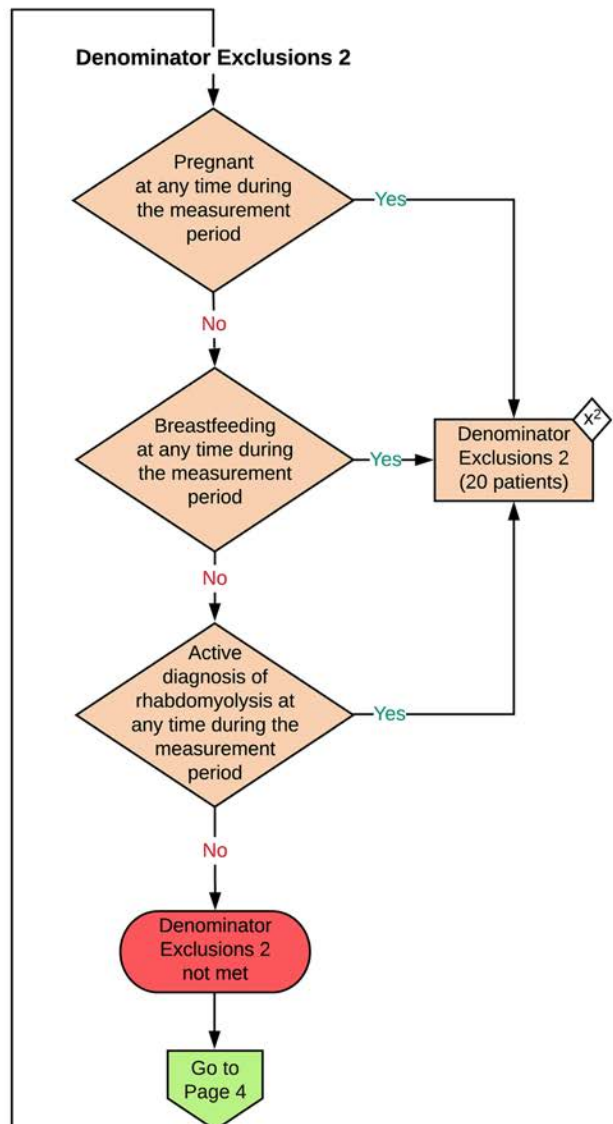 Denominator Exclusions 2
Pregnant
at any time during
the measurement
period
Yes
No
Breastfeeding
at any time during
the measurement
period
Yes
x²
Denominator
Exclusions 2
(20 patients)
No
Active
diagnosis of
rhabdomyolysis at
any time during the
measurement
period
Yes
No
Denominator
Exclusions 2
not met
Go to
Page 4